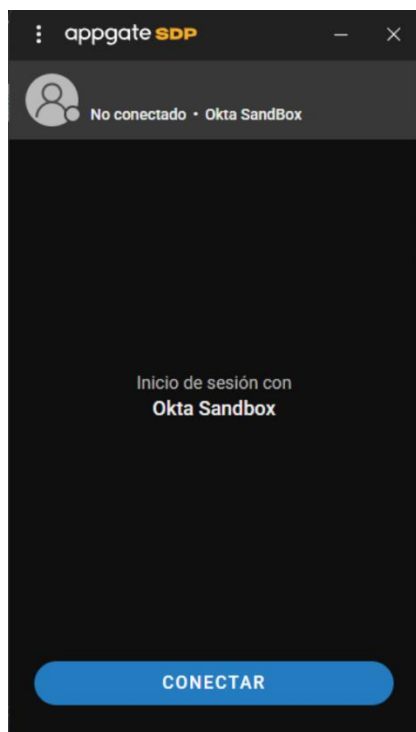 appgate SDP
No conectado • Okta SandBox
Inicio de sesión con
Okta Sandbox
CONECTAR